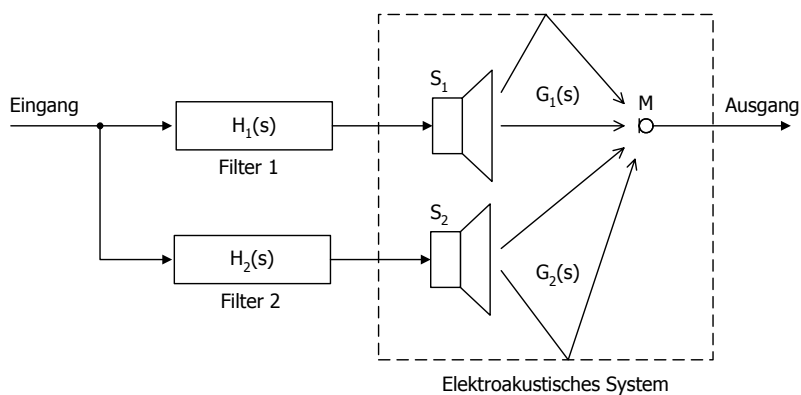 Eingang
H₁(s)
Filter 1
S₁
G₁(s)
M
Ausgang
H₂(s)
Filter 2
S₂
G₂(s)
Elektroakustisches System